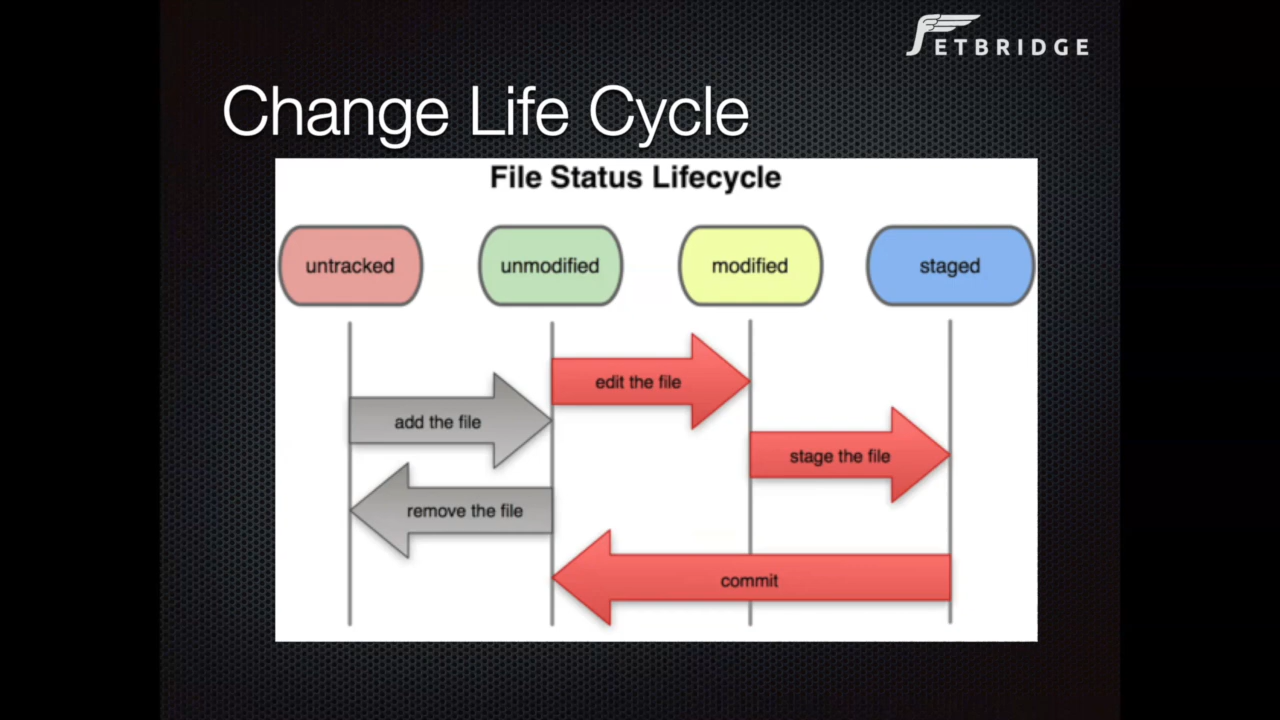 JETBRIDGE
Change Life Cycle
File Status Lifecycle
untracked
unmodified
modified
staged
edit the file
add the file
stage the file
remove the file
commit